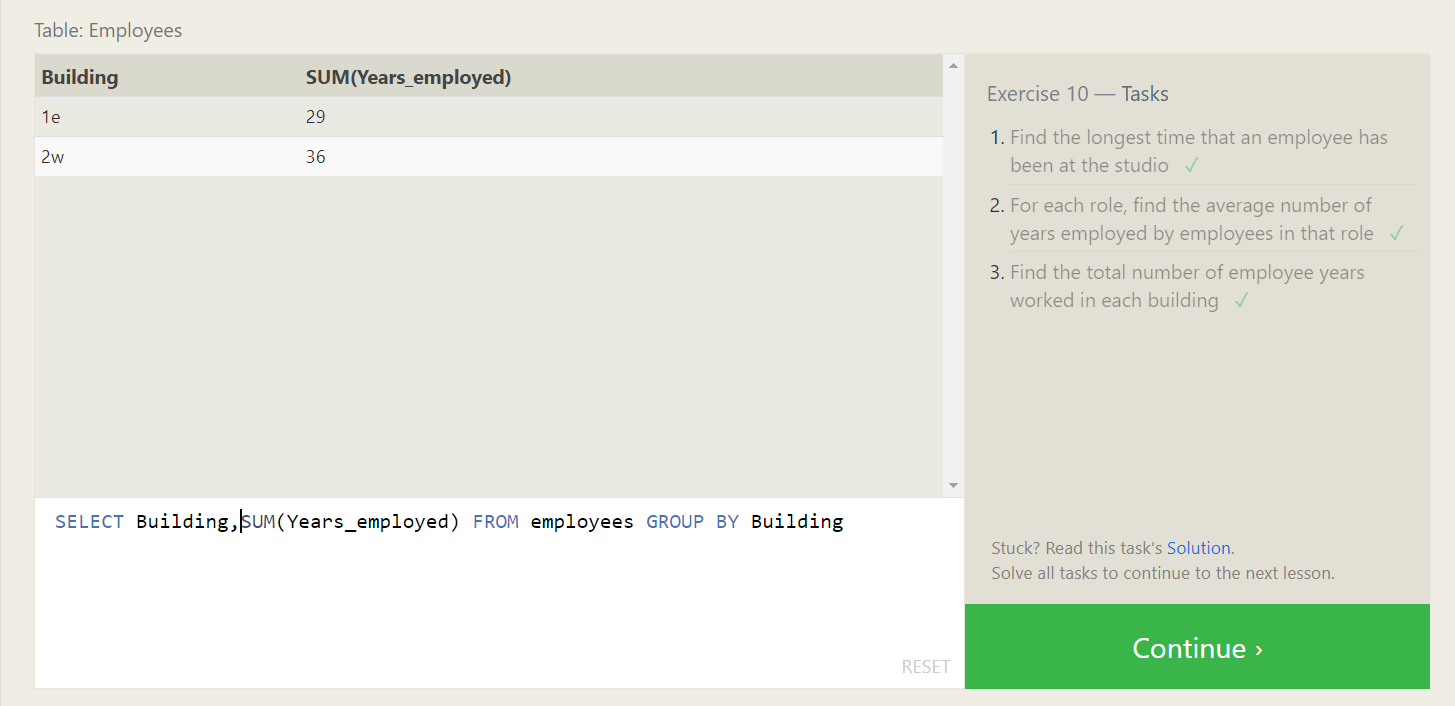 Table: Employees
Building SUM(Years_employed)
1e 29
2w 36
SELECT Building,SUM(Years_employed) FROM employees GROUP BY Building
RESET
Exercise 10 — Tasks
1. Find the longest time that an employee has
been at the studio ✓
2. For each role, find the average number of
years employed by employees in that role ✓
3. Find the total number of employee years
worked in each building ✓
Stuck? Read this task's Solution.
Solve all tasks to continue to the next lesson.
Continue ›